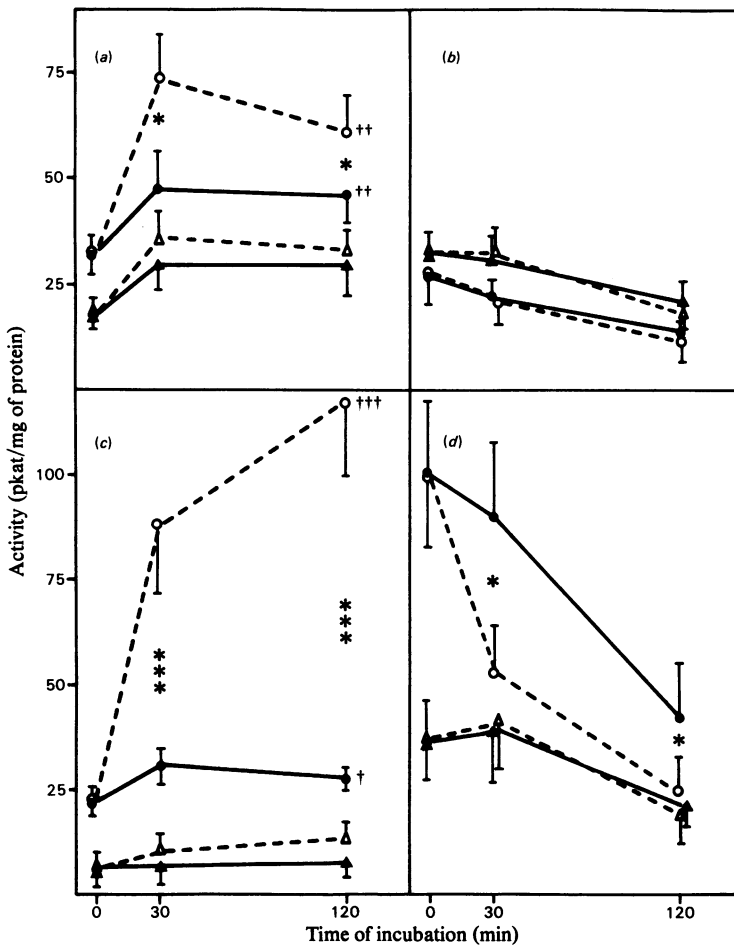 (a)
(b)
75
50
25
*
††
*
††
Activity (pkat/mg of protein)
(c)
(d)
100
75
50
25
†††
***
***
†
*
*
0 30 120
0 30 120
Time of incubation (min)